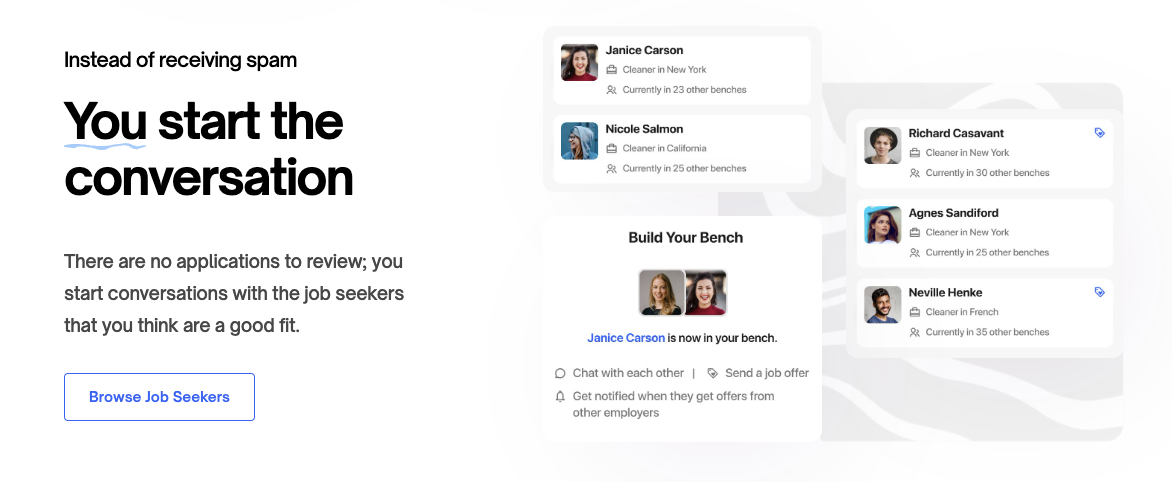 Instead of receiving spam
You start the
conversation
There are no applications to review; you
start conversations with the job seekers
that you think are a good fit.
Browse Job Seekers
Janice Carson
Cleaner in New York
Currently in 23 other benches
Nicole Salmon
Cleaner in California
Currently in 25 other benches
Build Your Bench
Janice Carson is now in your bench.
Chat with each other | Send a job offer
Get notified when they get offers from
other employers
Richard Casavant
Cleaner in New York
Currently in 30 other benches
Agnes Sandiford
Cleaner in New York
Currently in 25 other benches
Neville Henke
Cleaner in French
Currently in 35 other benches